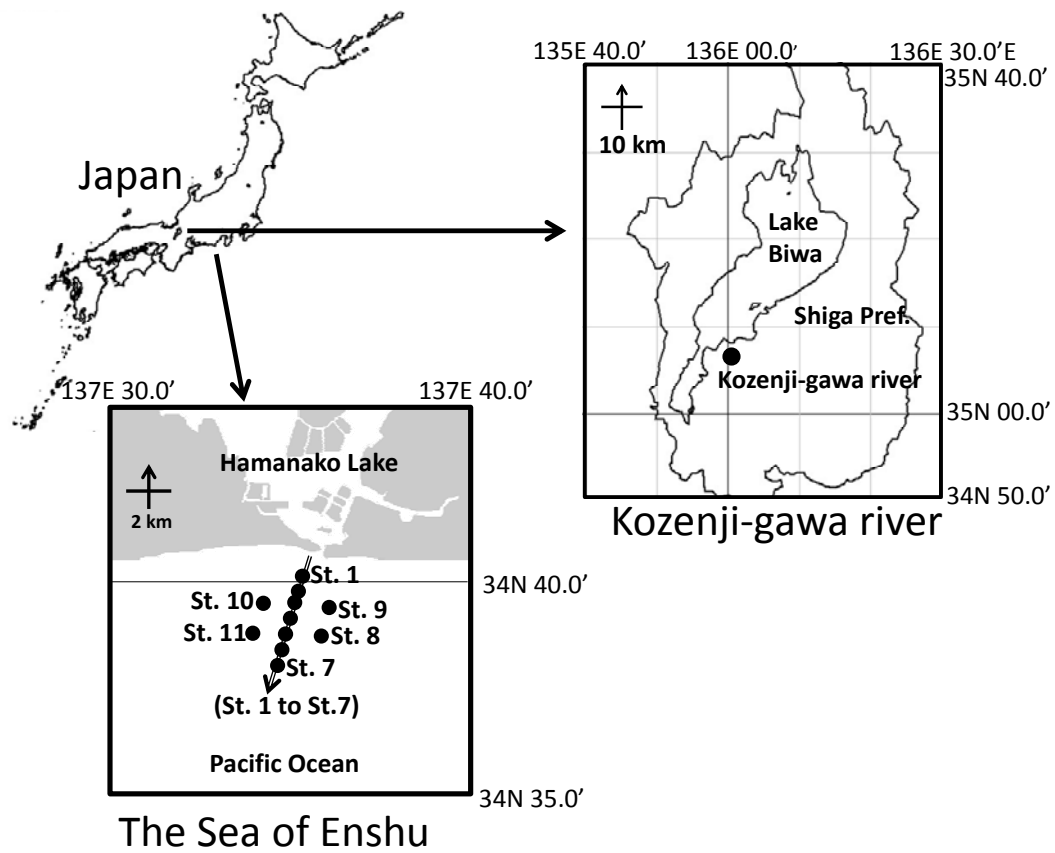 Japan
135E 40.0’
136E 00.0’
136E 30.0’E
35N 40.0’
10 km
Lake
Biwa
Shiga Pref.
Kozenji-gawa river
35N 00.0’
34N 50.0’
Kozenji-gawa river
137E 30.0’
137E 40.0’
Hamanako Lake
2 km
St. 1
34N 40.0’
St. 10
St. 9
St. 11
St. 8
St. 7
(St. 1 to St.7)
Pacific Ocean
34N 35.0’
The Sea of Enshu